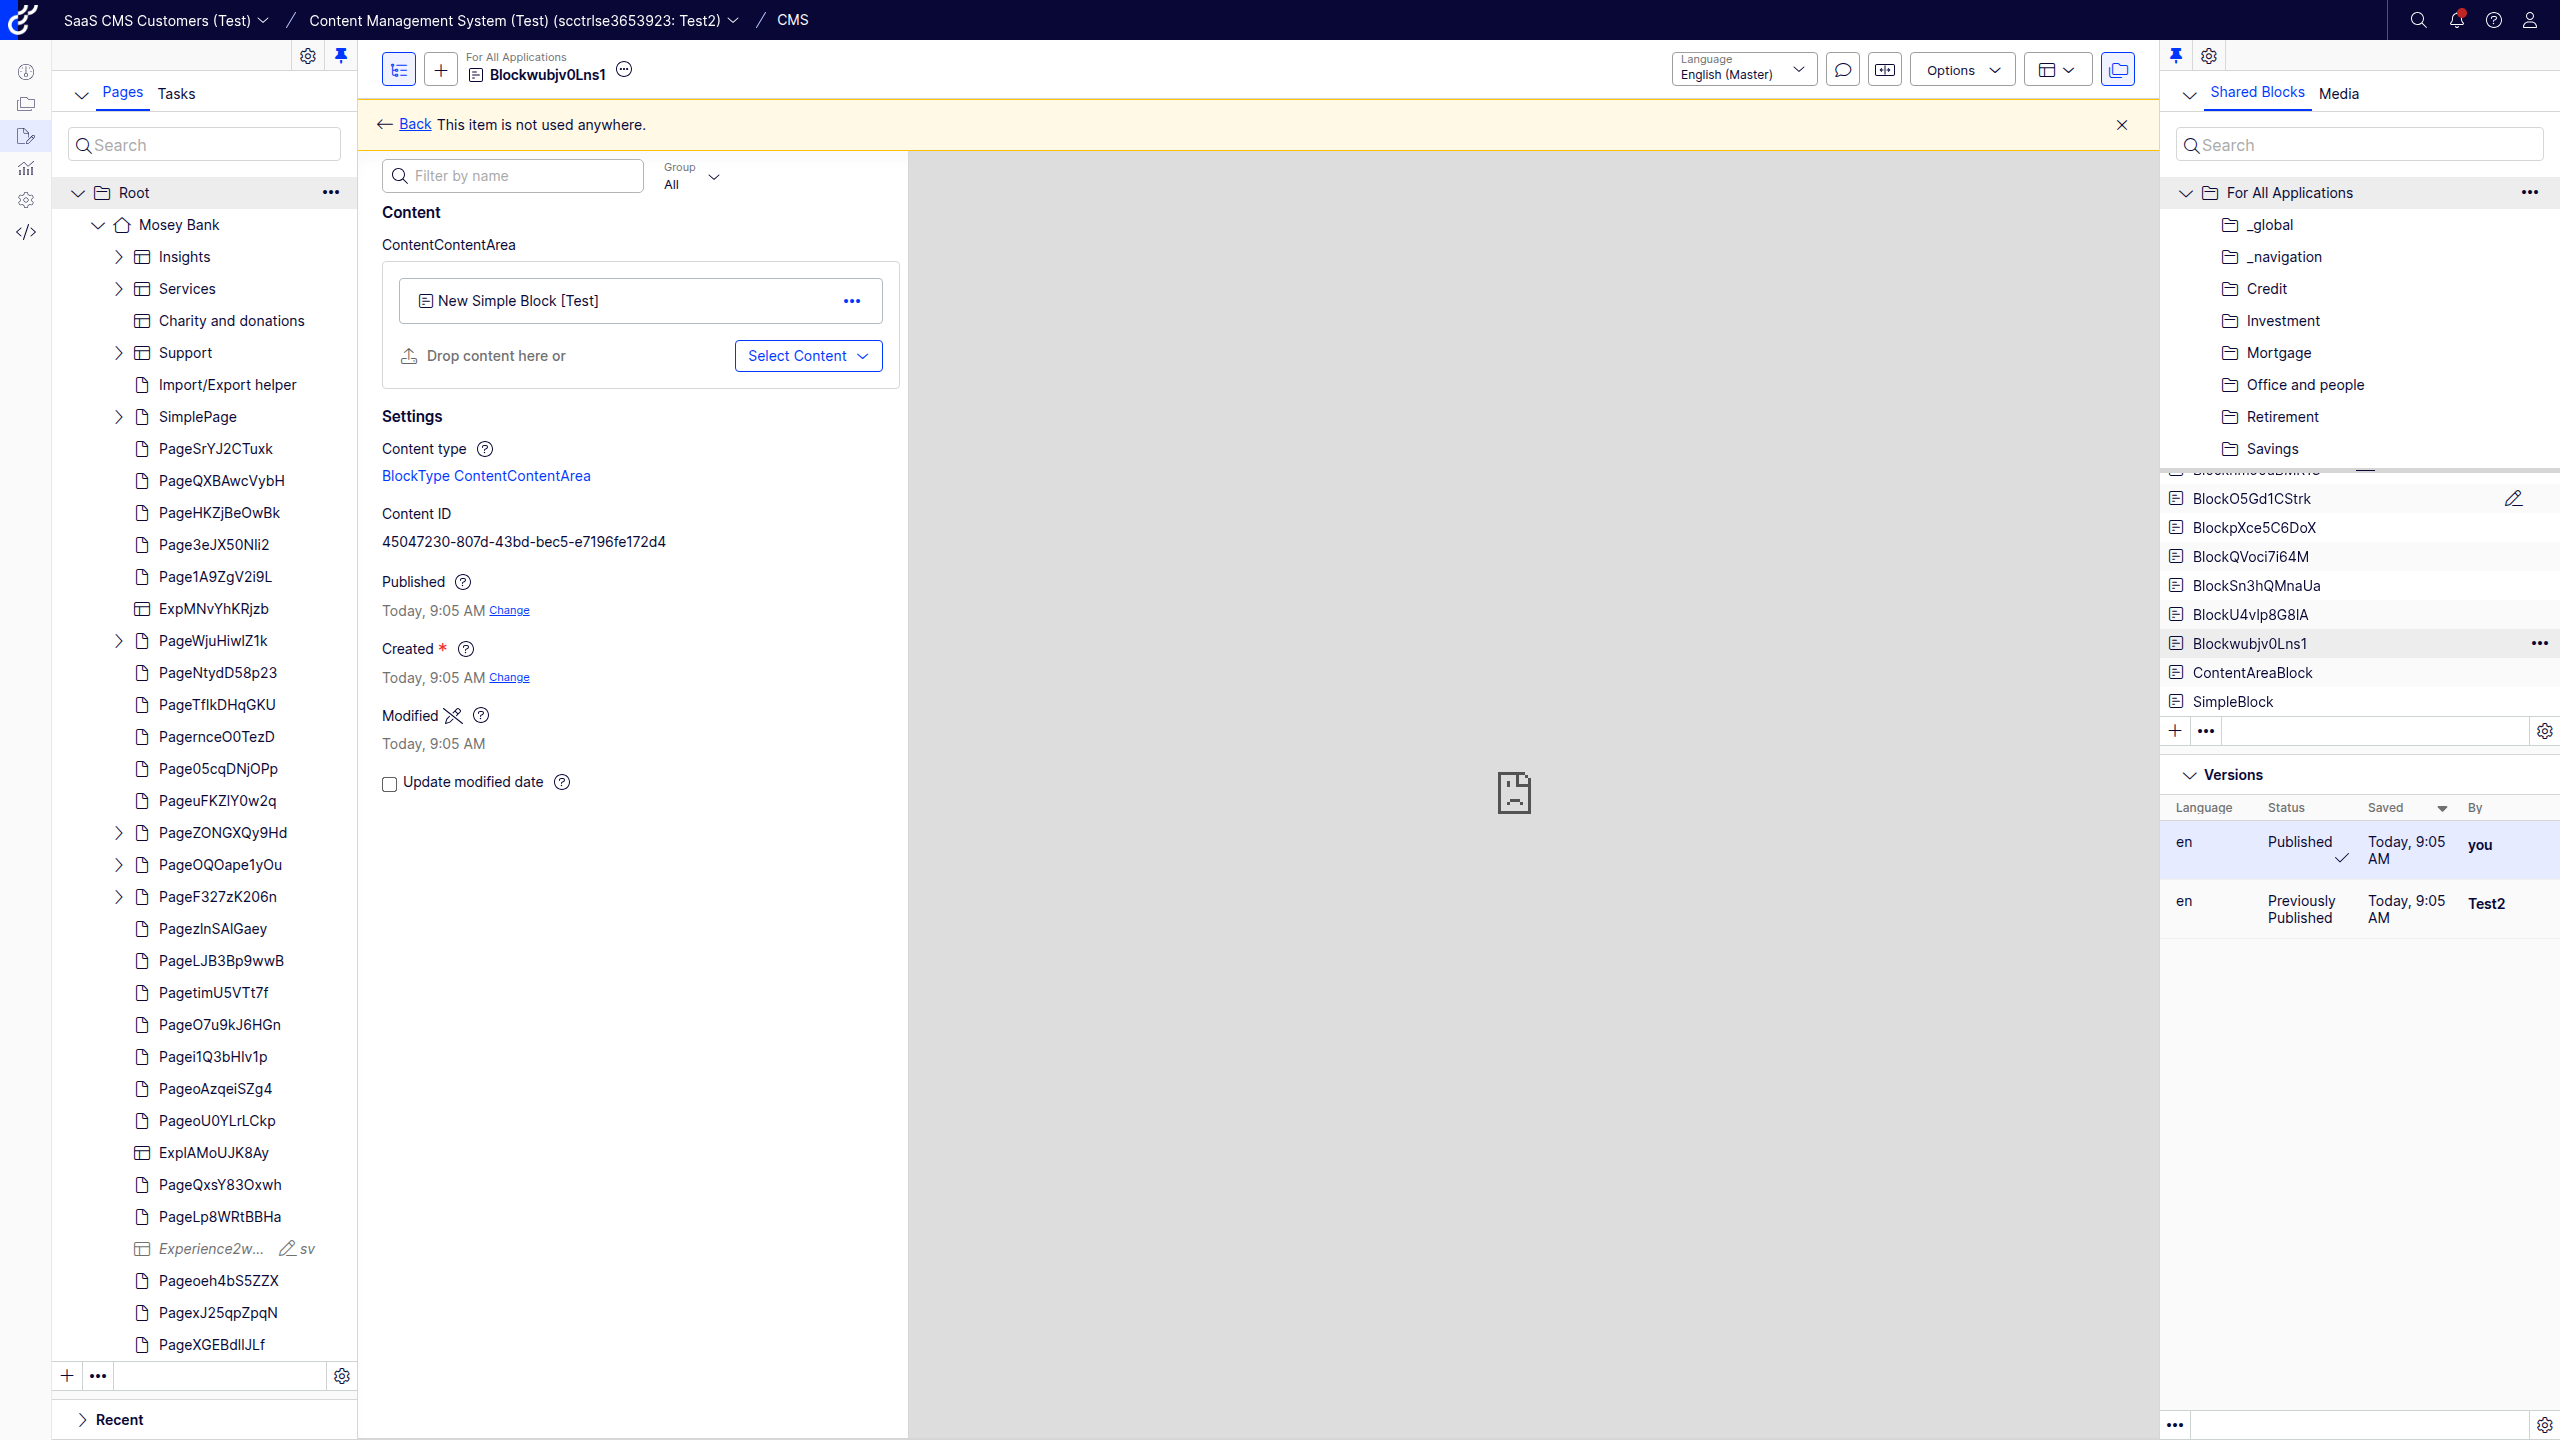 SaaS CMS Customers (Test)
Content Management System (Test) (scctrlse3653923: Test2)
CMS
Pages
Tasks
Search
Root
Mosey Bank
Insights
Services
Charity and donations
Support
Import/Export helper
SimplePage
PageSrYJ2CTuxk
PageQXBAwcVybH
PageHKZjBeOwBk
Page3eJX50NIi2
Page1A9ZgV2i9L
ExpMNvYhKRjzb
PageWjuHiwIZ1k
PageNtydD58p23
PageTfIkDHqGKU
PagernceO0TezD
Page05cqDNjOPp
PageuFKZIY0w2q
PageZONGXQy9Hd
PageOQOape1yOu
PageF327zK206n
PagezInSAIGaey
PageLJB3Bp9wwB
PagetimU5VTt7f
PageO7u9kJ6HGn
Pagei1Q3bHIv1p
PageoAzqeiSZg4
PageoU0YLrLCkp
ExpIAMoUJK8Ay
PageQxsY83Oxwh
PageLp8WRtBBHa
Experience2w... sv
Pageoeh4bS5ZZX
PagexJ25qpZpqN
PageXGEBdIIJLf
Recent
For All Applications
Blockwubjv0Lns1
Language
English (Master)
Options
Back This item is not used anywhere.
Filter by name
Group
All
Content
ContentContentArea
New Simple Block [Test]
Drop content here or
Select Content
Settings
Content type
BlockType ContentContentArea
Content ID
45047230-807d-43bd-bec5-e7196fe172d4
Published
Today, 9:05 AM Change
Created *
Today, 9:05 AM Change
Modified
Today, 9:05 AM
Update modified date
Shared Blocks
Media
Search
For All Applications
_global
_navigation
Credit
Investment
Mortgage
Office and people
Retirement
Savings
BlockO5Gd1CStrk
BlockpXce5C6DoX
BlockQVoci7i64M
BlockSn3hQMnaUa
BlockU4vIp8G8IA
Blockwubjv0Lns1
ContentAreaBlock
SimpleBlock
Versions
Language Status Saved By
en Published Today, 9:05 AM you
en Previously Published Today, 9:05 AM Test2